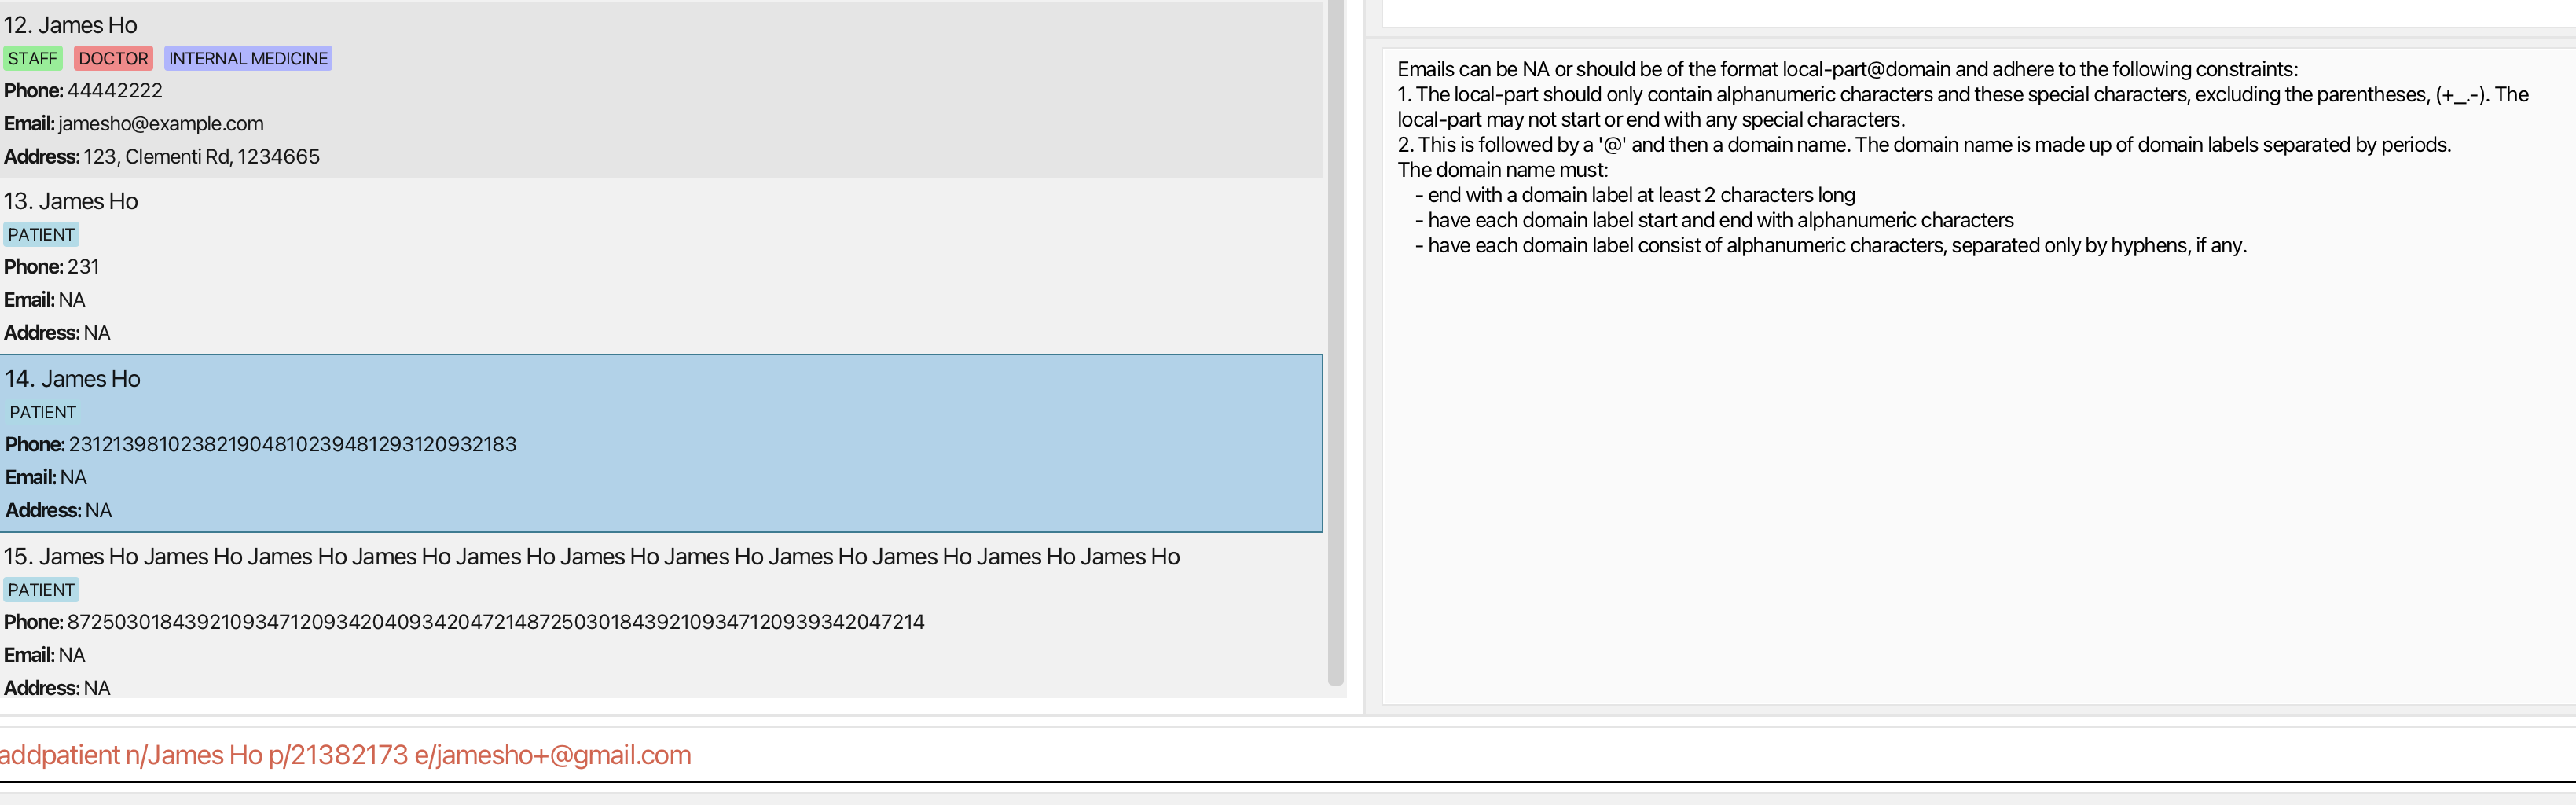 12. James Ho
STAFF DOCTOR INTERNAL MEDICINE
Phone: 44442222
Email: jamesho@example.com
Address: 123, Clementi Rd, 1234665
13. James Ho
PATIENT
Phone: 231
Email: NA
Address: NA
14. James Ho
PATIENT
Phone: 23121398102382190481023948129312093218​3
Email: NA
Address: NA
15. James Ho James Ho James Ho James Ho James Ho James Ho James Ho James Ho James Ho James Ho James Ho
PATIENT
Phone: 8725030184392109347120934204093420472148725030184392109347120939342047214
Email: NA
Address: NA
Emails can be NA or should be of the format local-part@domain and adhere to the following constraints:
1. The local-part should only contain alphanumeric characters and these special characters, excluding the parentheses, (+_.-). The
local-part may not start or end with any special characters.
2. This is followed by a '@' and then a domain name. The domain name is made up of domain labels separated by periods.
The domain name must:
- end with a domain label at least 2 characters long
- have each domain label start and end with alphanumeric characters
- have each domain label consist of alphanumeric characters, separated only by hyphens, if any.
addpatient n/James Ho p/21382173 e/jamesho+@gmail.com